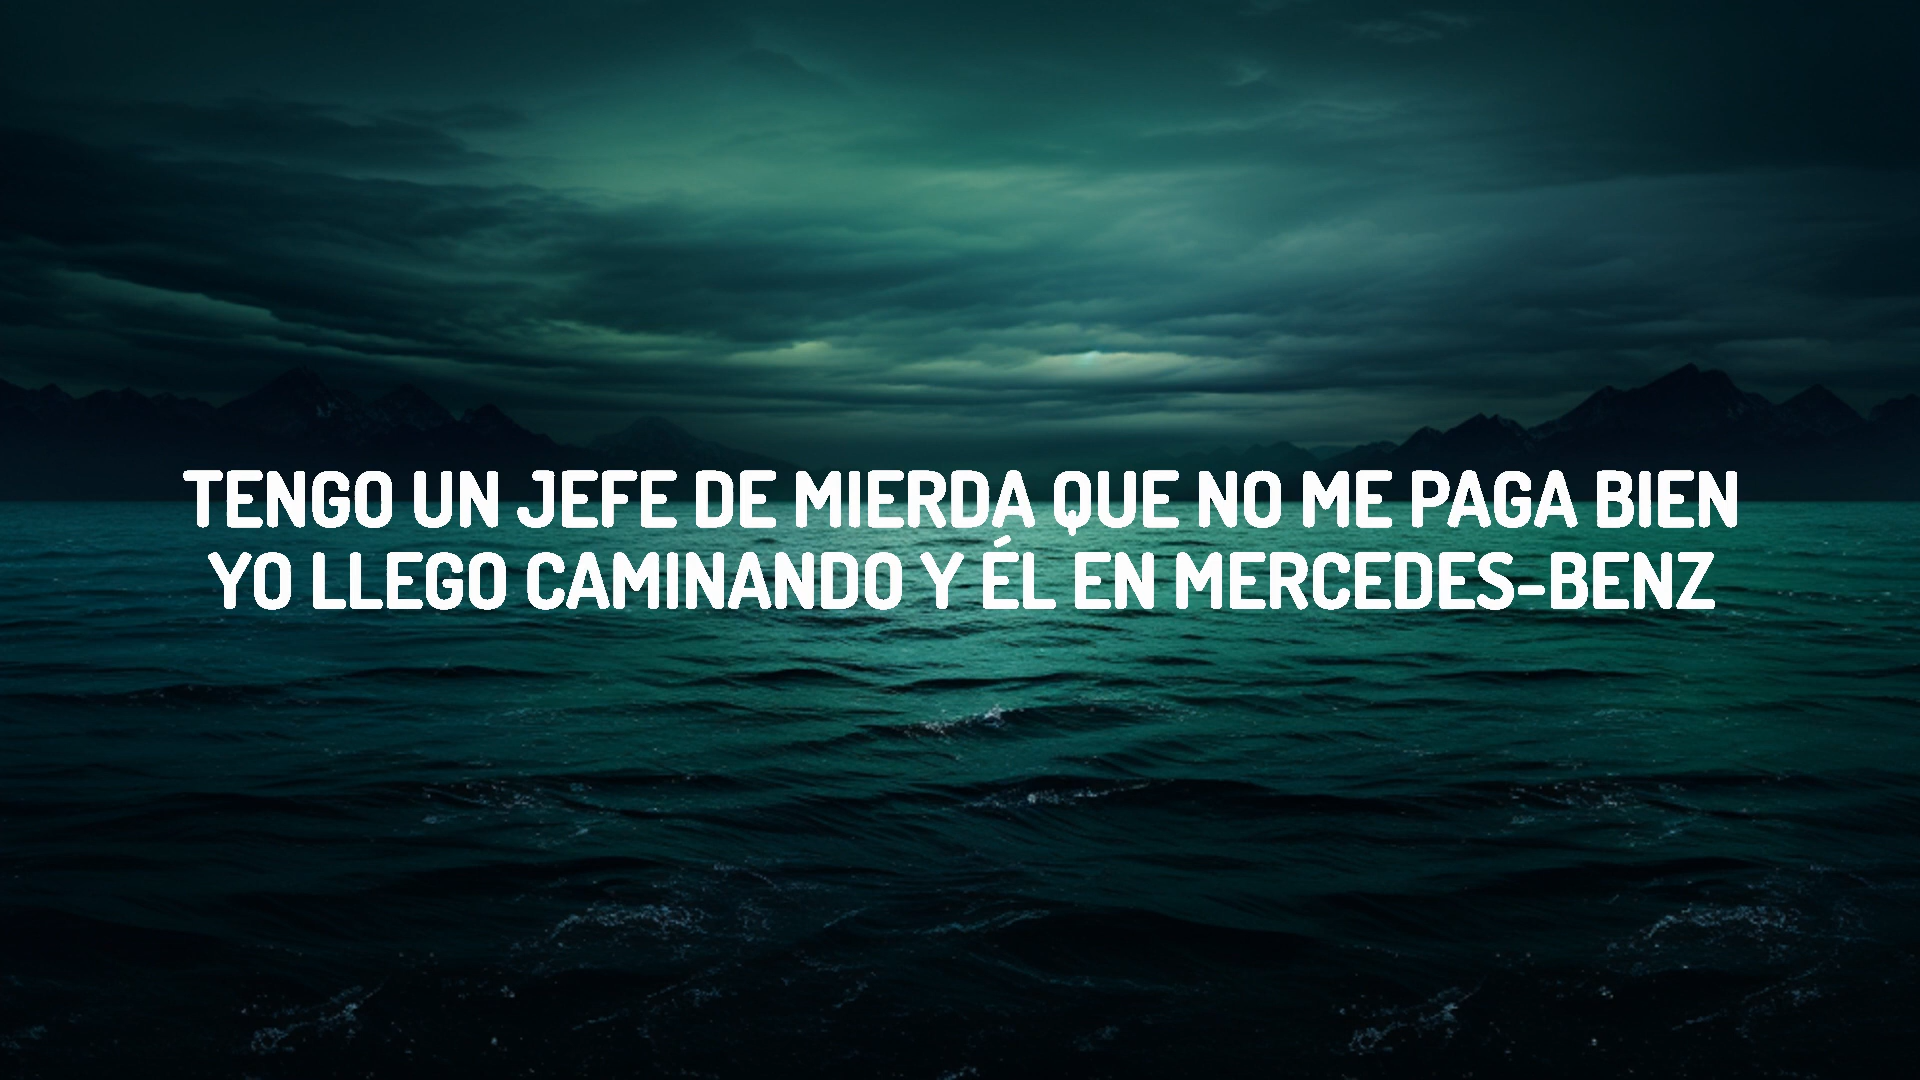 TENGO UN JEFE DE MIERDA QUE NO ME PAGA BIEN
YO LLEGO CAMINANDO Y ÉL EN MERCEDES-BENZ